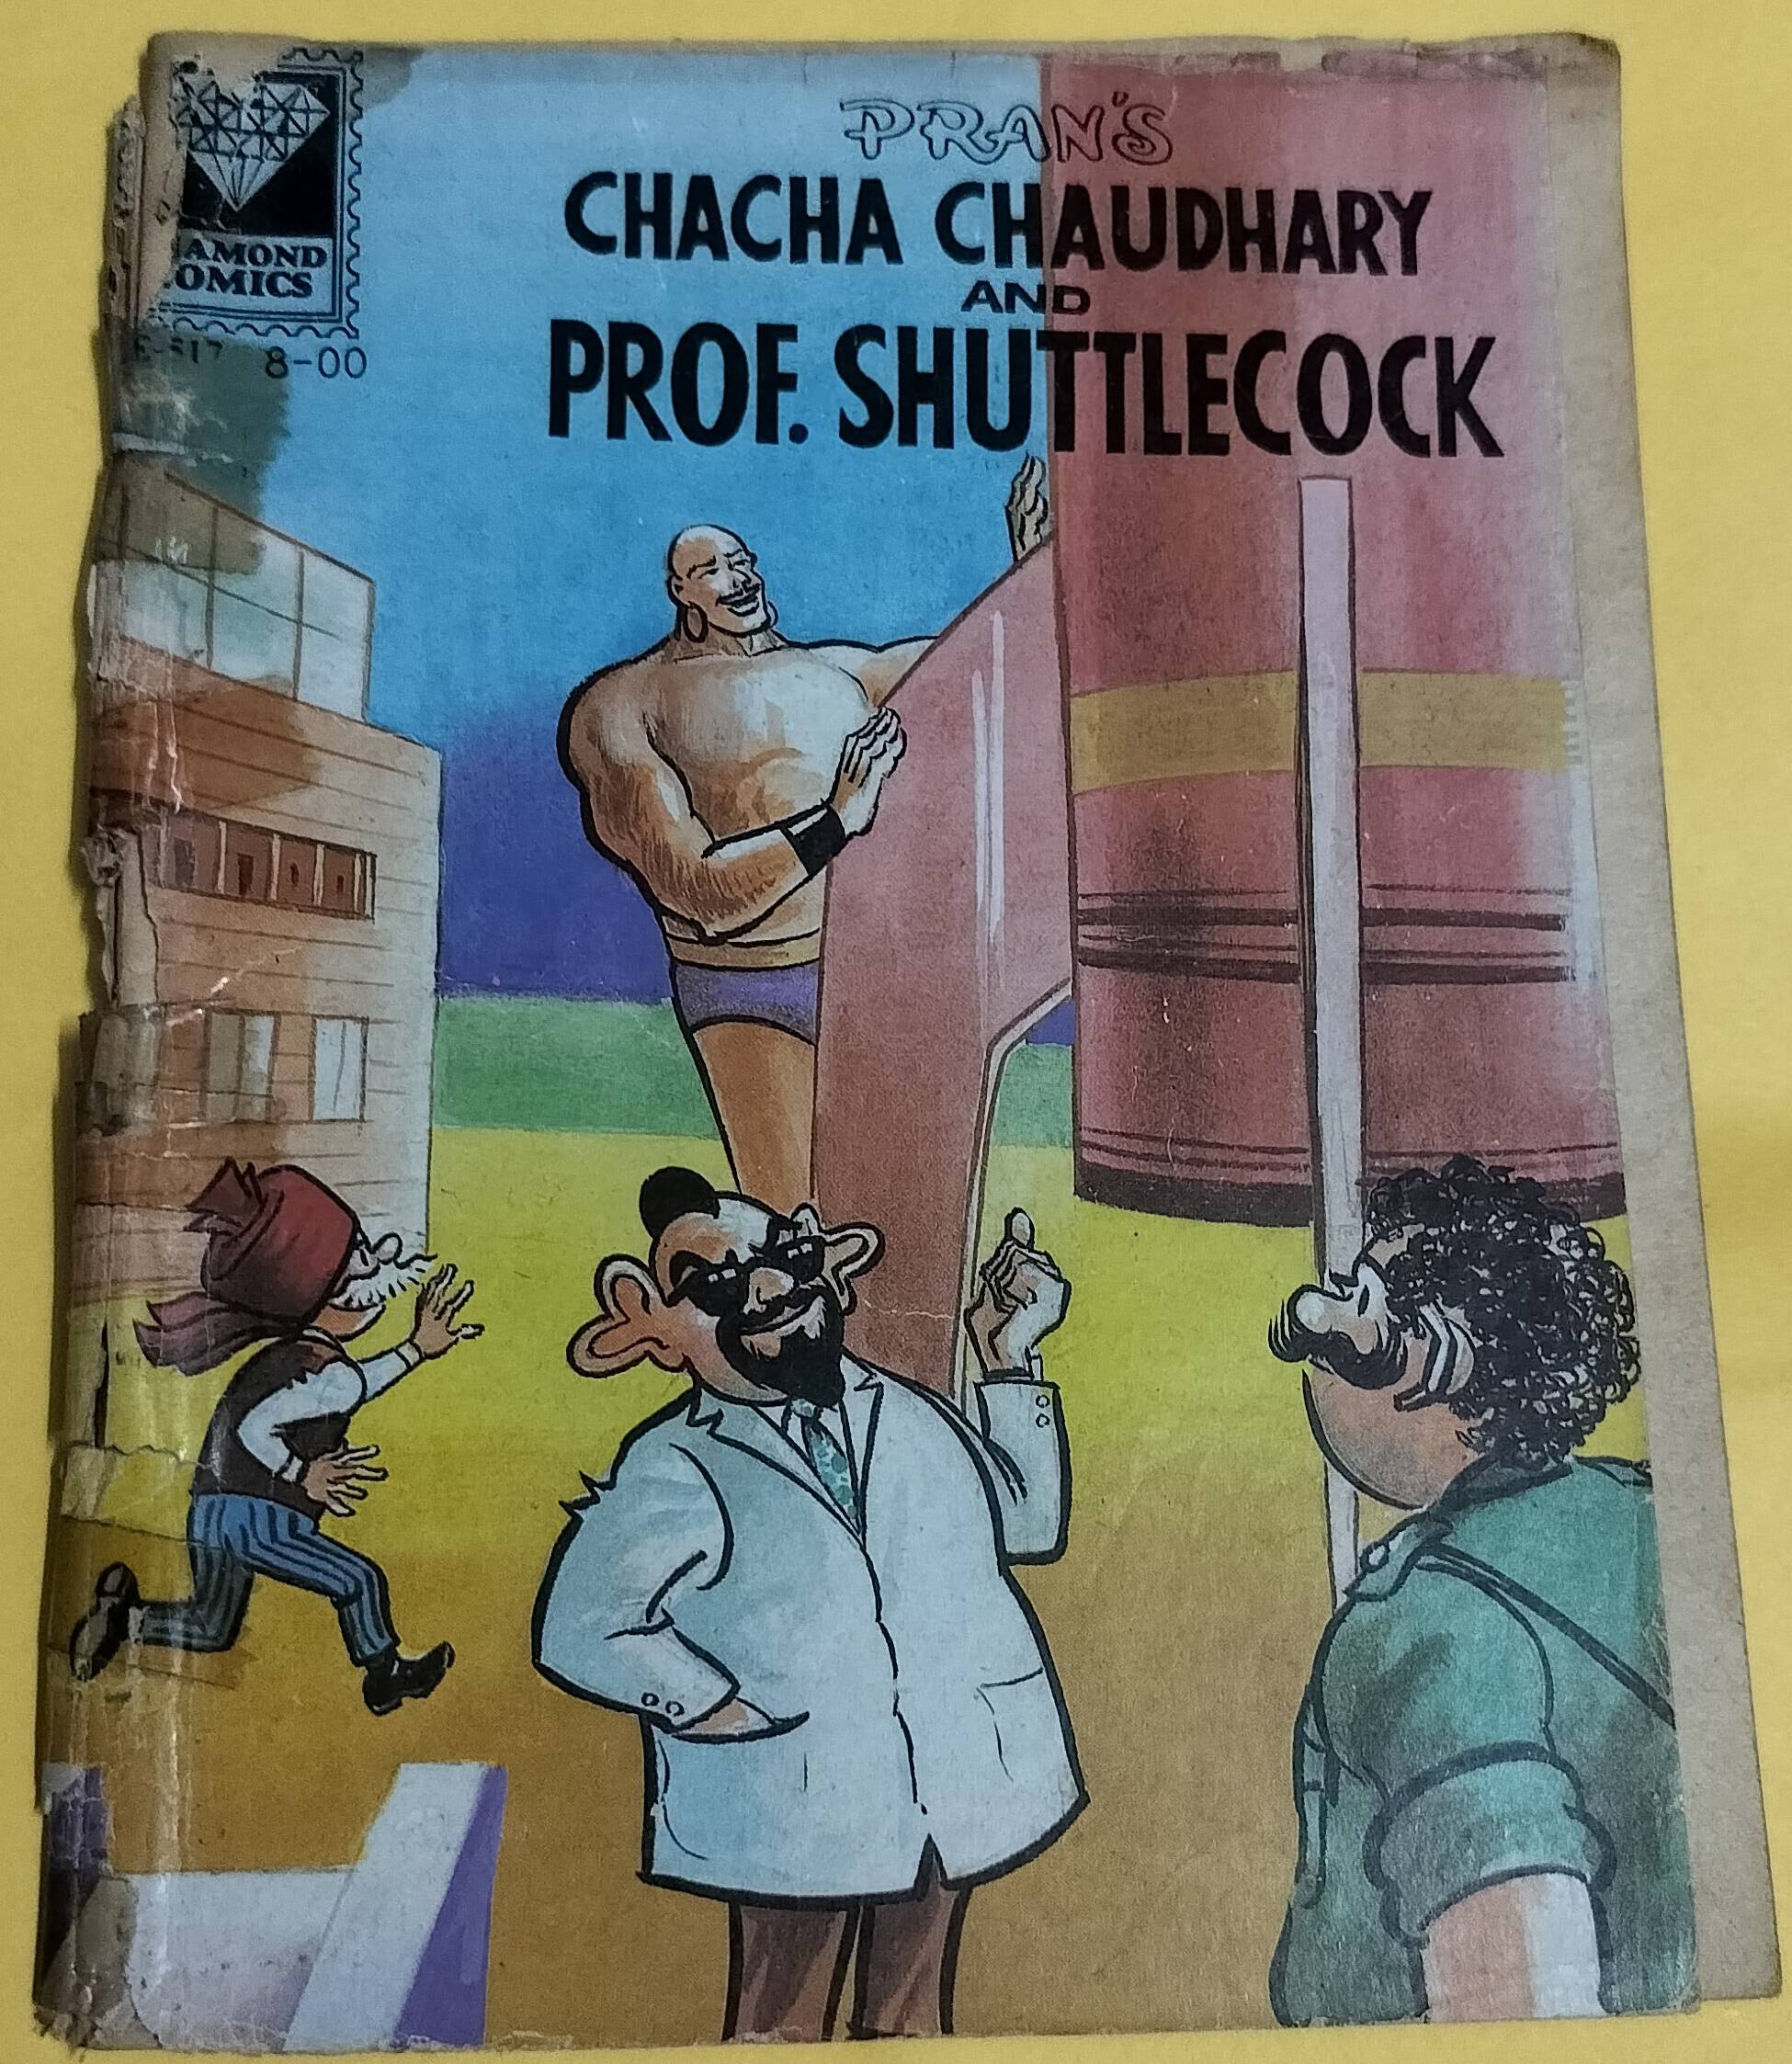 PRAN'S
CHACHA CHAUDHARY
AND
PROF. SHUTTLECOCK
AMOND
OMICS
8-00